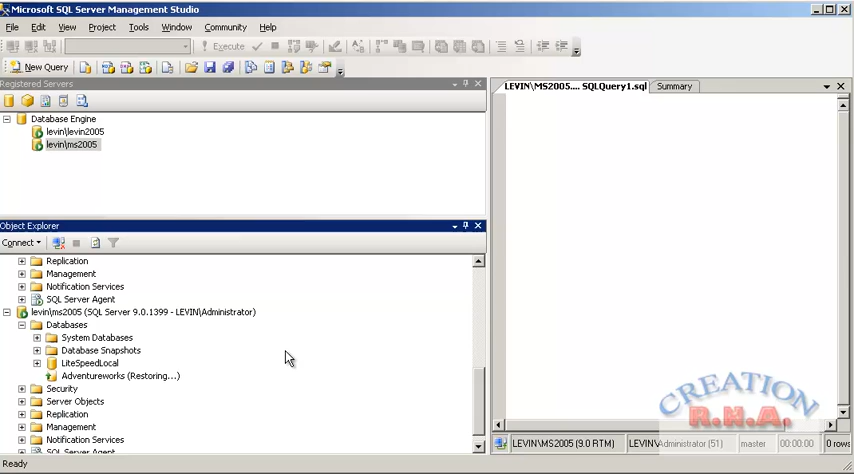 Microsoft SQL Server Management Studio
File Edit View Project Tools Window Community Help
Execute
New Query
Registered Servers
Database Engine
levin\levin2005
levin\ms2005
LEVIN\MS2005.... SQLQuery1.sql Summary
Object Explorer
Connect
Replication
Management
Notification Services
SQL Server Agent
levin\ms2005 (SQL Server 9.0.1399 - LEVIN\Administrator)
Databases
System Databases
Database Snapshots
LiteSpeedLocal
Adventureworks (Restoring...)
Security
Server Objects
Replication
Management
Notification Services
SQL Server Agent
CREATION
R.H.A.
LEVIN\MS2005 (9.0 RTM) LEVIN\Administrator (51) master 00:00:00 0 rows
Ready